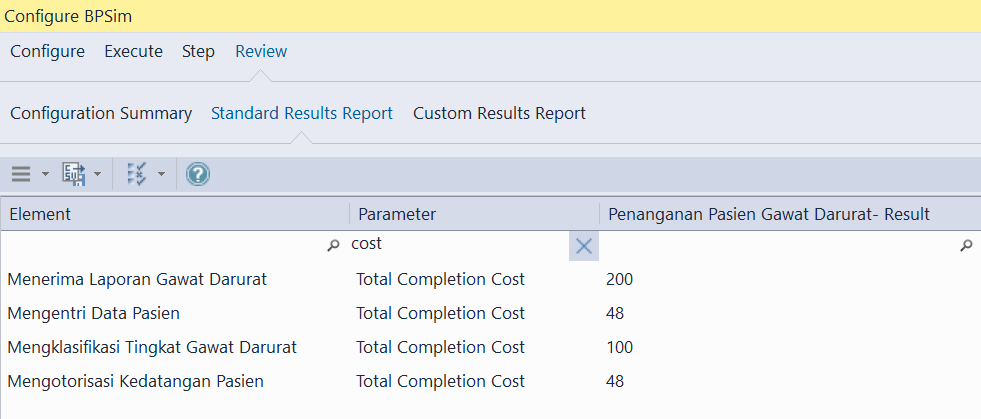 Configure BPSim
Configure Execute Step Review
Configuration Summary Standard Results Report Custom Results Report
Element Parameter Penanganan Pasien Gawat Darurat- Result
cost
Menerima Laporan Gawat Darurat Total Completion Cost 200
Mengentri Data Pasien Total Completion Cost 48
Mengklasifikasi Tingkat Gawat Darurat Total Completion Cost 100
Mengotorisasi Kedatangan Pasien Total Completion Cost 48